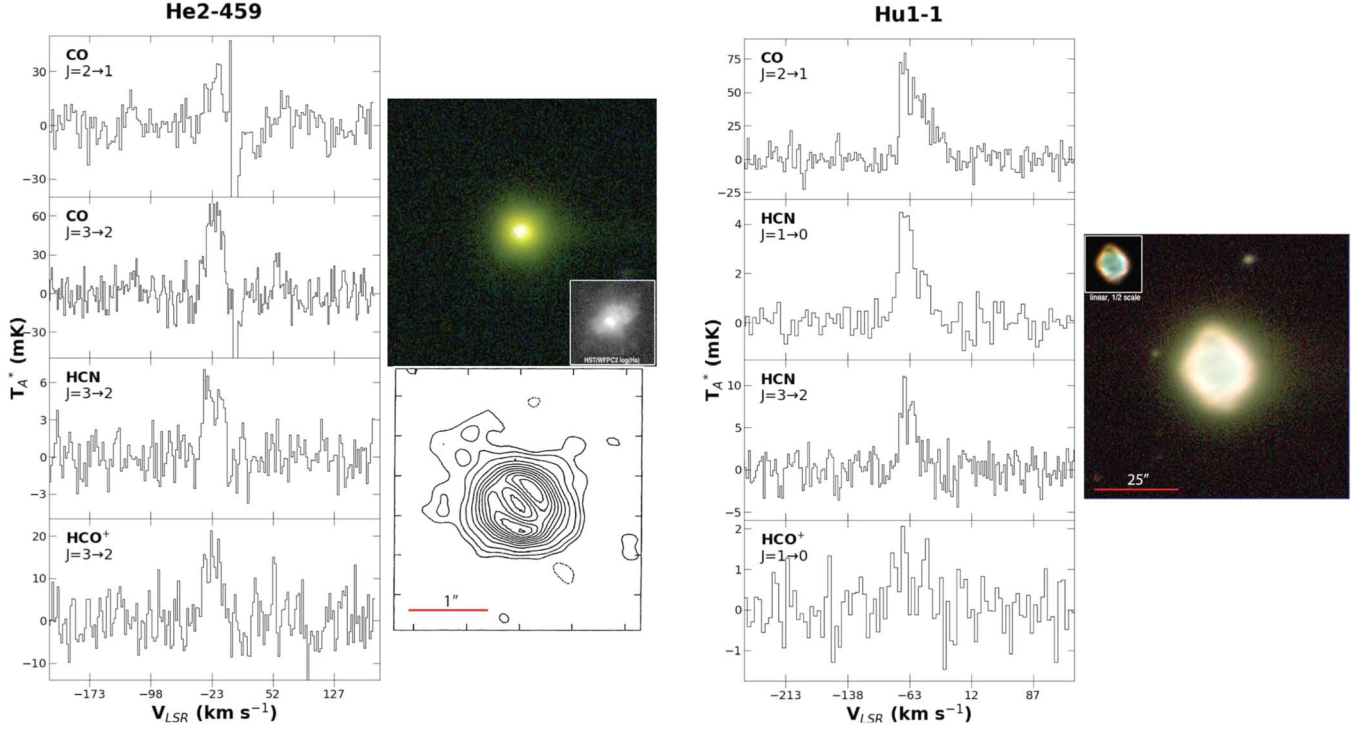 He2-459
CO
J=2→1
30
0
−30
CO
J=3→2
60
30
0
−30
HCN
J=3→2
6
3
0
−3
HCO⁺
J=3→2
20
10
0
−10
T_A* (mK)
−173 −98 −23 52 127
V_LSR (km s⁻¹)
HST/WFPC2 log(Hα)
1″
Hu1-1
CO
J=2→1
75
50
25
0
−25
HCN
J=1→0
4
2
0
HCN
J=3→2
10
5
0
−5
HCO⁺
J=1→0
2
1
0
−1
T_A* (mK)
−213 −138 −63 12 87
V_LSR (km s⁻¹)
linear, 1/2 scale
25″